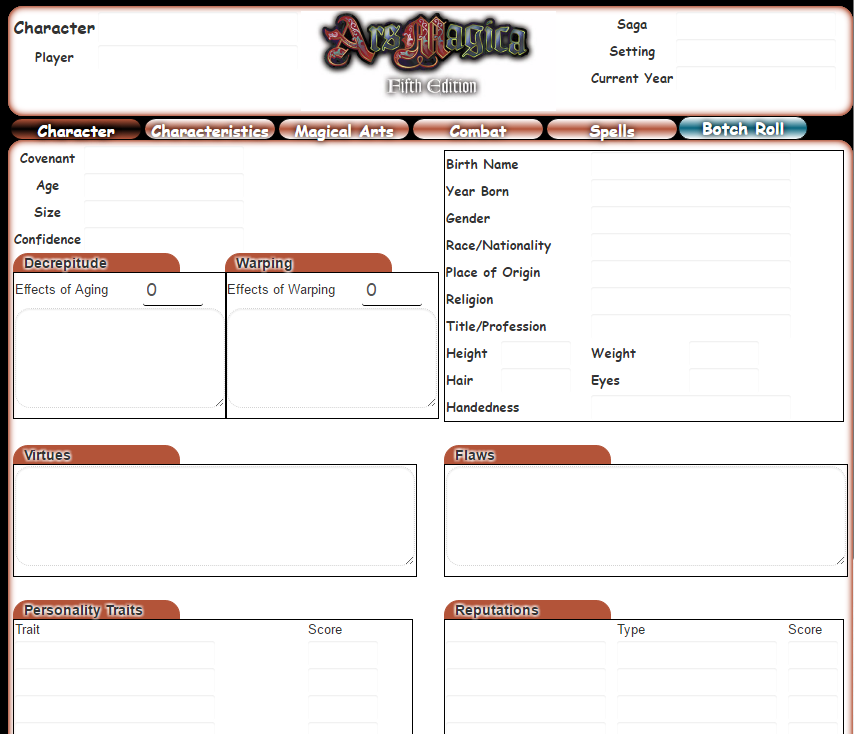 Character
Player
Ars Magica
Fifth Edition
Saga
Setting
Current Year
Character Characteristics Magical Arts Combat Spells Botch Roll
Covenant
Age
Size
Confidence
Decrepitude Warping
Effects of Aging 0 Effects of Warping 0
Birth Name
Year Born
Gender
Race/Nationality
Place of Origin
Religion
Title/Profession
Height Weight
Hair Eyes
Handedness
Virtues Flaws
Personality Traits Reputations
Trait Score Type Score